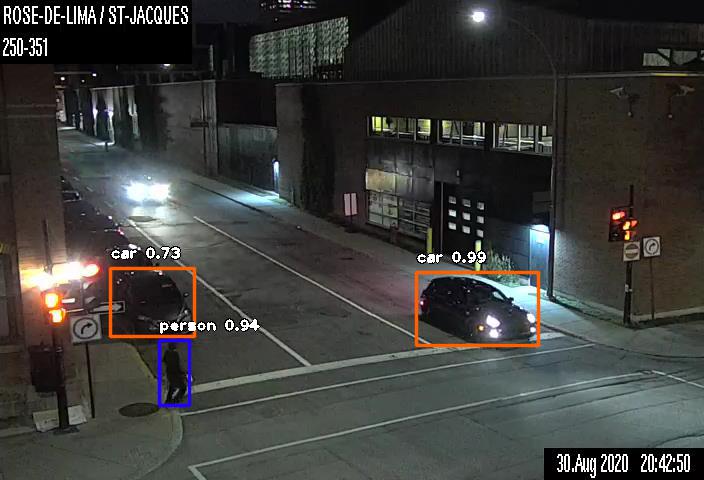 ROSE-DE-LIMA / ST-JACQUES
250-351
car 0.73
car 0.99
person 0.94
30.Aug 2020 20:42:50